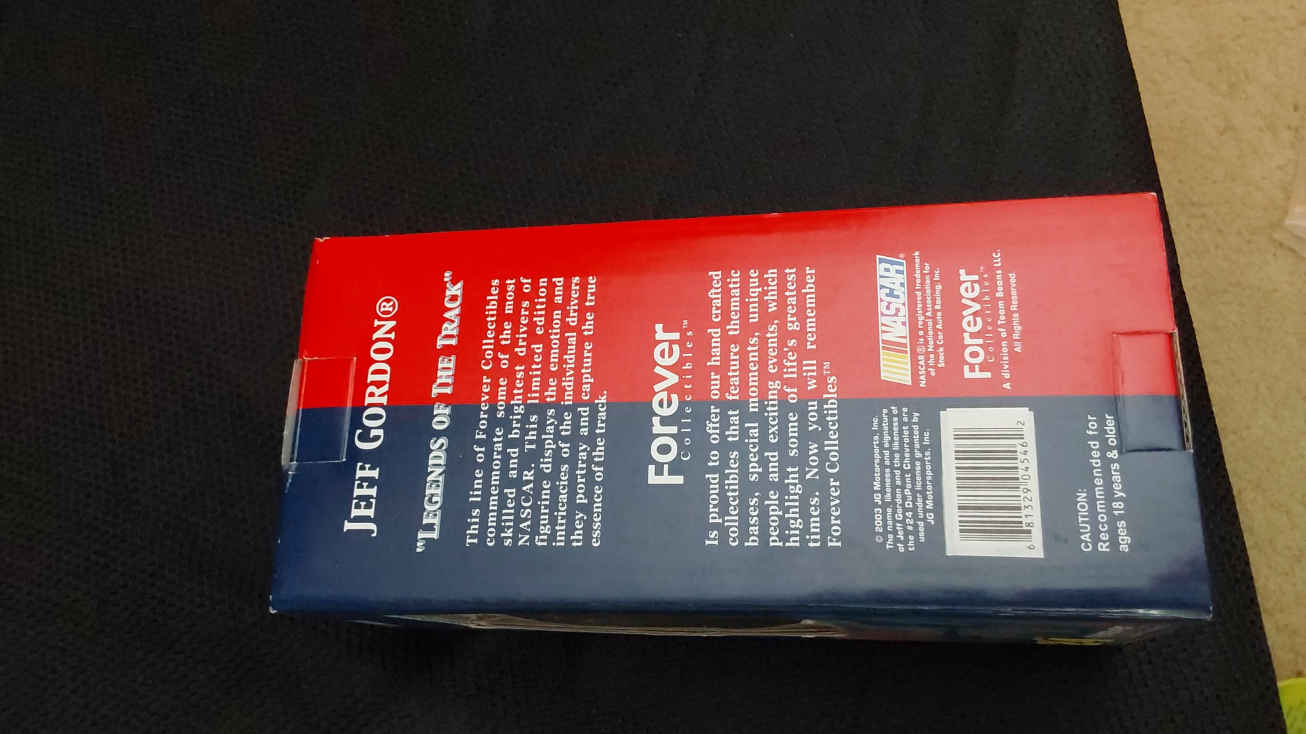 JEFF GORDON®
"LEGENDS OF THE TRACK"
This line of Forever Collectibles
commemorate some of the most
skilled and brightest drivers of
NASCAR. This limited edition
figurine displays the emotion and
intricacies of the individual drivers
they portray and capture the true
essence of the track.
Forever
Collectibles™
Is proud to offer our hand crafted
collectibles that feature thematic
bases, special moments, unique
people and exciting events, which
highlight some of life's greatest
times. Now you will remember
Forever Collectibles™
© 2003 JG Motorsports, Inc.
The name, likeness and signature
of Jeff Gordon and the likeness of
the #24 DuPont Chevrolet are
used under license granted by
JG Motorsports, Inc.
NASCAR®
NASCAR ® is a registered trademark
of the National Association for
Stock Car Auto Racing, Inc.
Forever
Collectibles™
A division of Team Beans LLC.
All Rights Reserved.
6 81329 04546 2
CAUTION:
Recommended for
ages 18 years & older